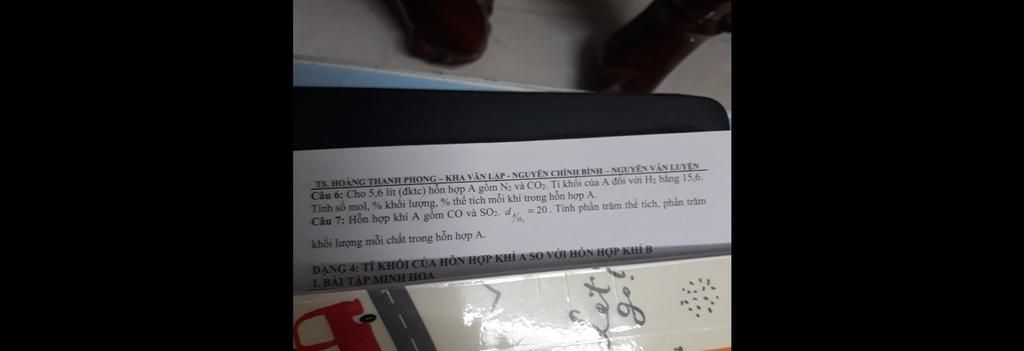 TS. HOÀNG THANH PHONG – KHA VĂN LẬP - NGUYỄN CHÍNH BÌNH – NGUYỄN VĂN LUYỆN
Câu 6: Cho 5,6 lít (đktc) hỗn hợp A gồm N₂ và CO₂. Tỉ khối của A đối với H₂ bằng 15,6.
Tính số mol, % khối lượng, % thể tích mỗi khí trong hỗn hợp A.
Câu 7: Hỗn hợp khí A gồm CO và SO₂. d A/H₂ = 20. Tính phần trăm thể tích, phần trăm
khối lượng mỗi chất trong hỗn hợp A.
DẠNG 4: TỈ KHỐI CỦA HỖN HỢP KHÍ A SO VỚI HỖN HỢP KHÍ B
I. BÀI TẬP MINH HOẠ
Let
go!